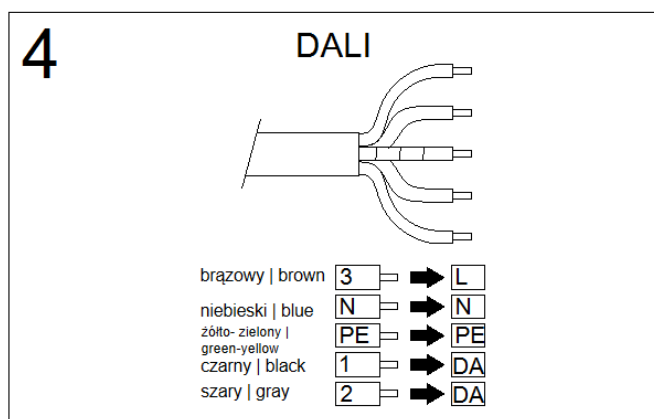 4
DALI
brązowy | brown 3 L
niebieski | blue N N
żółto- zielony |
green-yellow PE PE
czarny | black 1 DA
szary | gray 2 DA